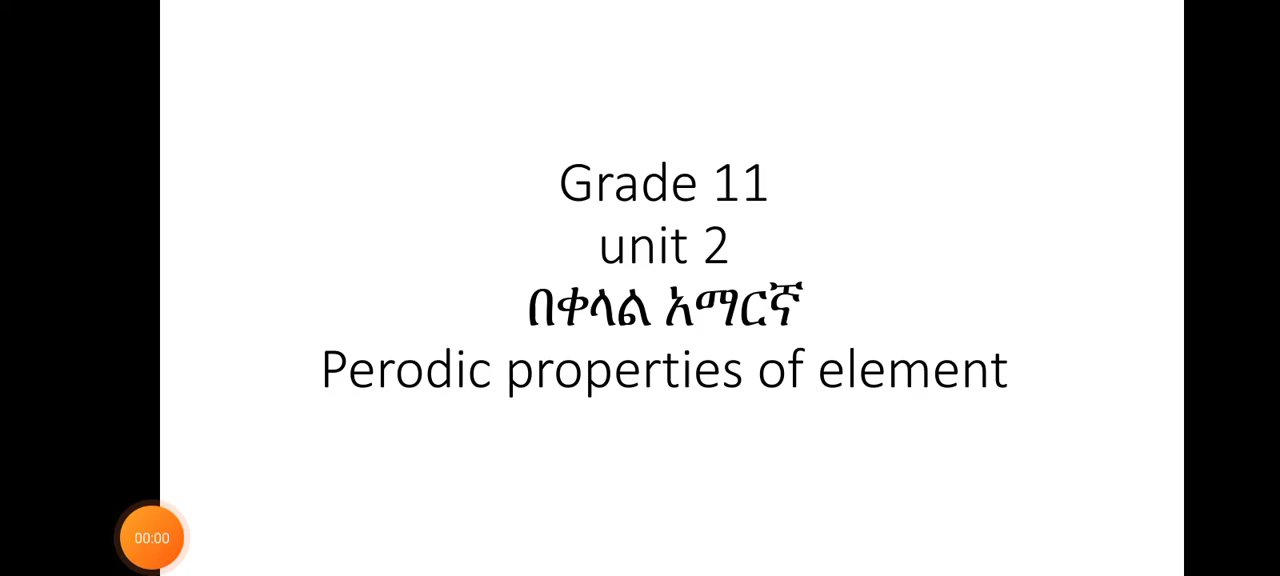 Grade 11
unit 2
በቀላል አማርኛ
Perodic properties of element
00:00